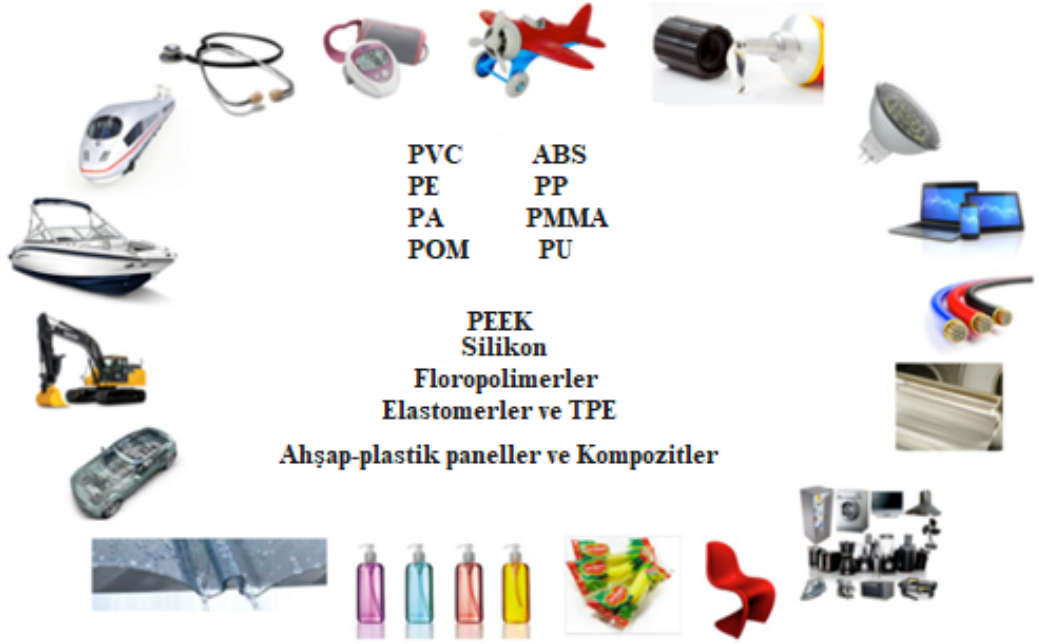 PVC ABS
PE PP
PA PMMA
POM PU
PEEK
Silikon
Floropolimerler
Elastomerler ve TPE
Ahşap-plastik paneller ve Kompozitler